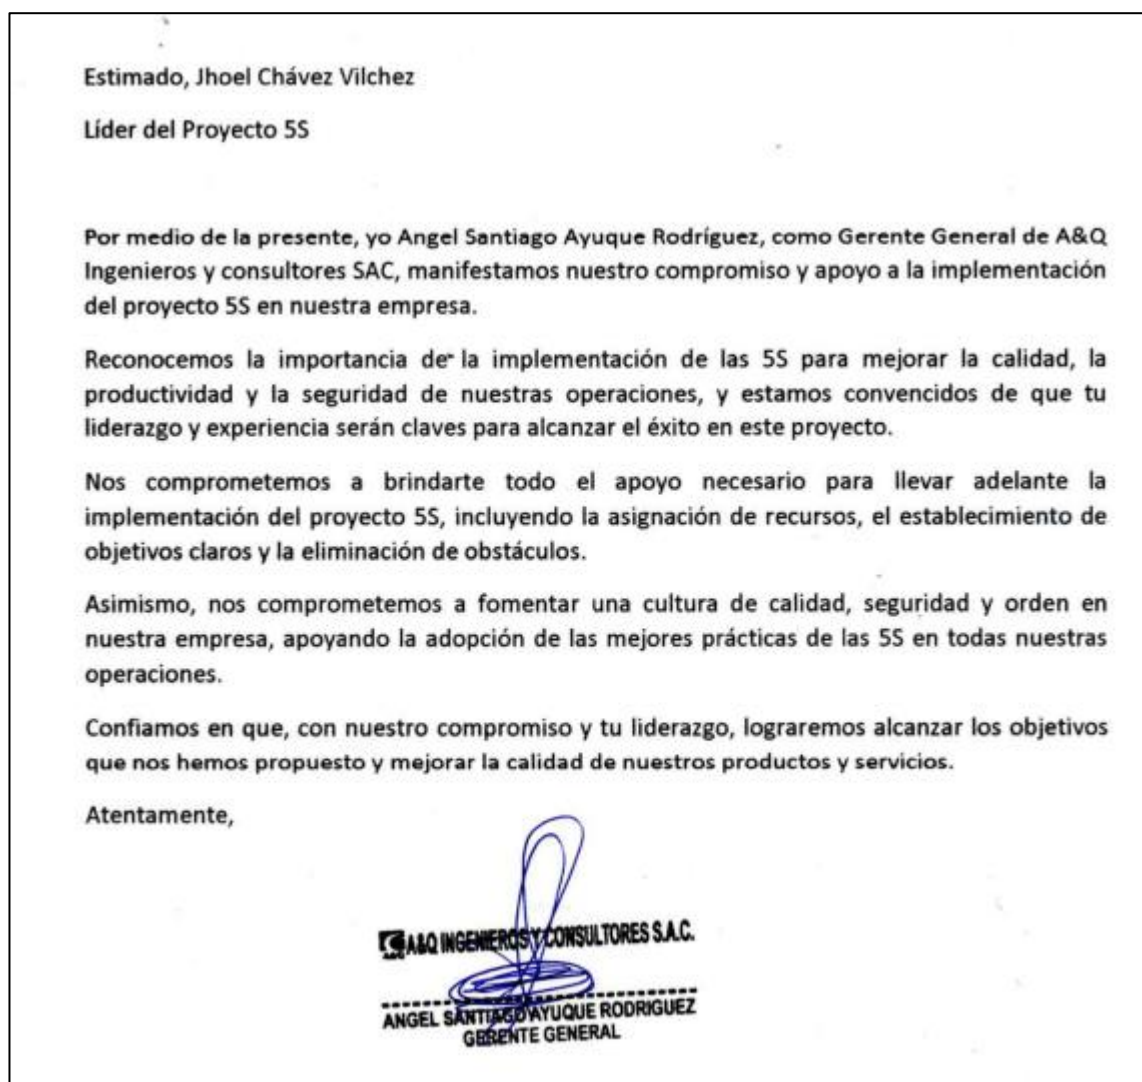 Estimado, Jhoel Chávez Vilchez
Líder del Proyecto 5S
Por medio de la presente, yo Angel Santiago Ayuque Rodríguez, como Gerente General de A&Q
Ingenieros y consultores SAC, manifestamos nuestro compromiso y apoyo a la implementación
del proyecto 5S en nuestra empresa.
Reconocemos la importancia de la implementación de las 5S para mejorar la calidad, la
productividad y la seguridad de nuestras operaciones, y estamos convencidos de que tu
liderazgo y experiencia serán claves para alcanzar el éxito en este proyecto.
Nos comprometemos a brindarte todo el apoyo necesario para llevar adelante la
implementación del proyecto 5S, incluyendo la asignación de recursos, el establecimiento de
objetivos claros y la eliminación de obstáculos.
Asimismo, nos comprometemos a fomentar una cultura de calidad, seguridad y orden en
nuestra empresa, apoyando la adopción de las mejores prácticas de las 5S en todas nuestras
operaciones.
Confiamos en que, con nuestro compromiso y tu liderazgo, lograremos alcanzar los objetivos
que nos hemos propuesto y mejorar la calidad de nuestros productos y servicios.
Atentamente,
A&Q INGENIEROS Y CONSULTORES S.A.C.
ANGEL SANTIAGO AYUQUE RODRIGUEZ
GERENTE GENERAL